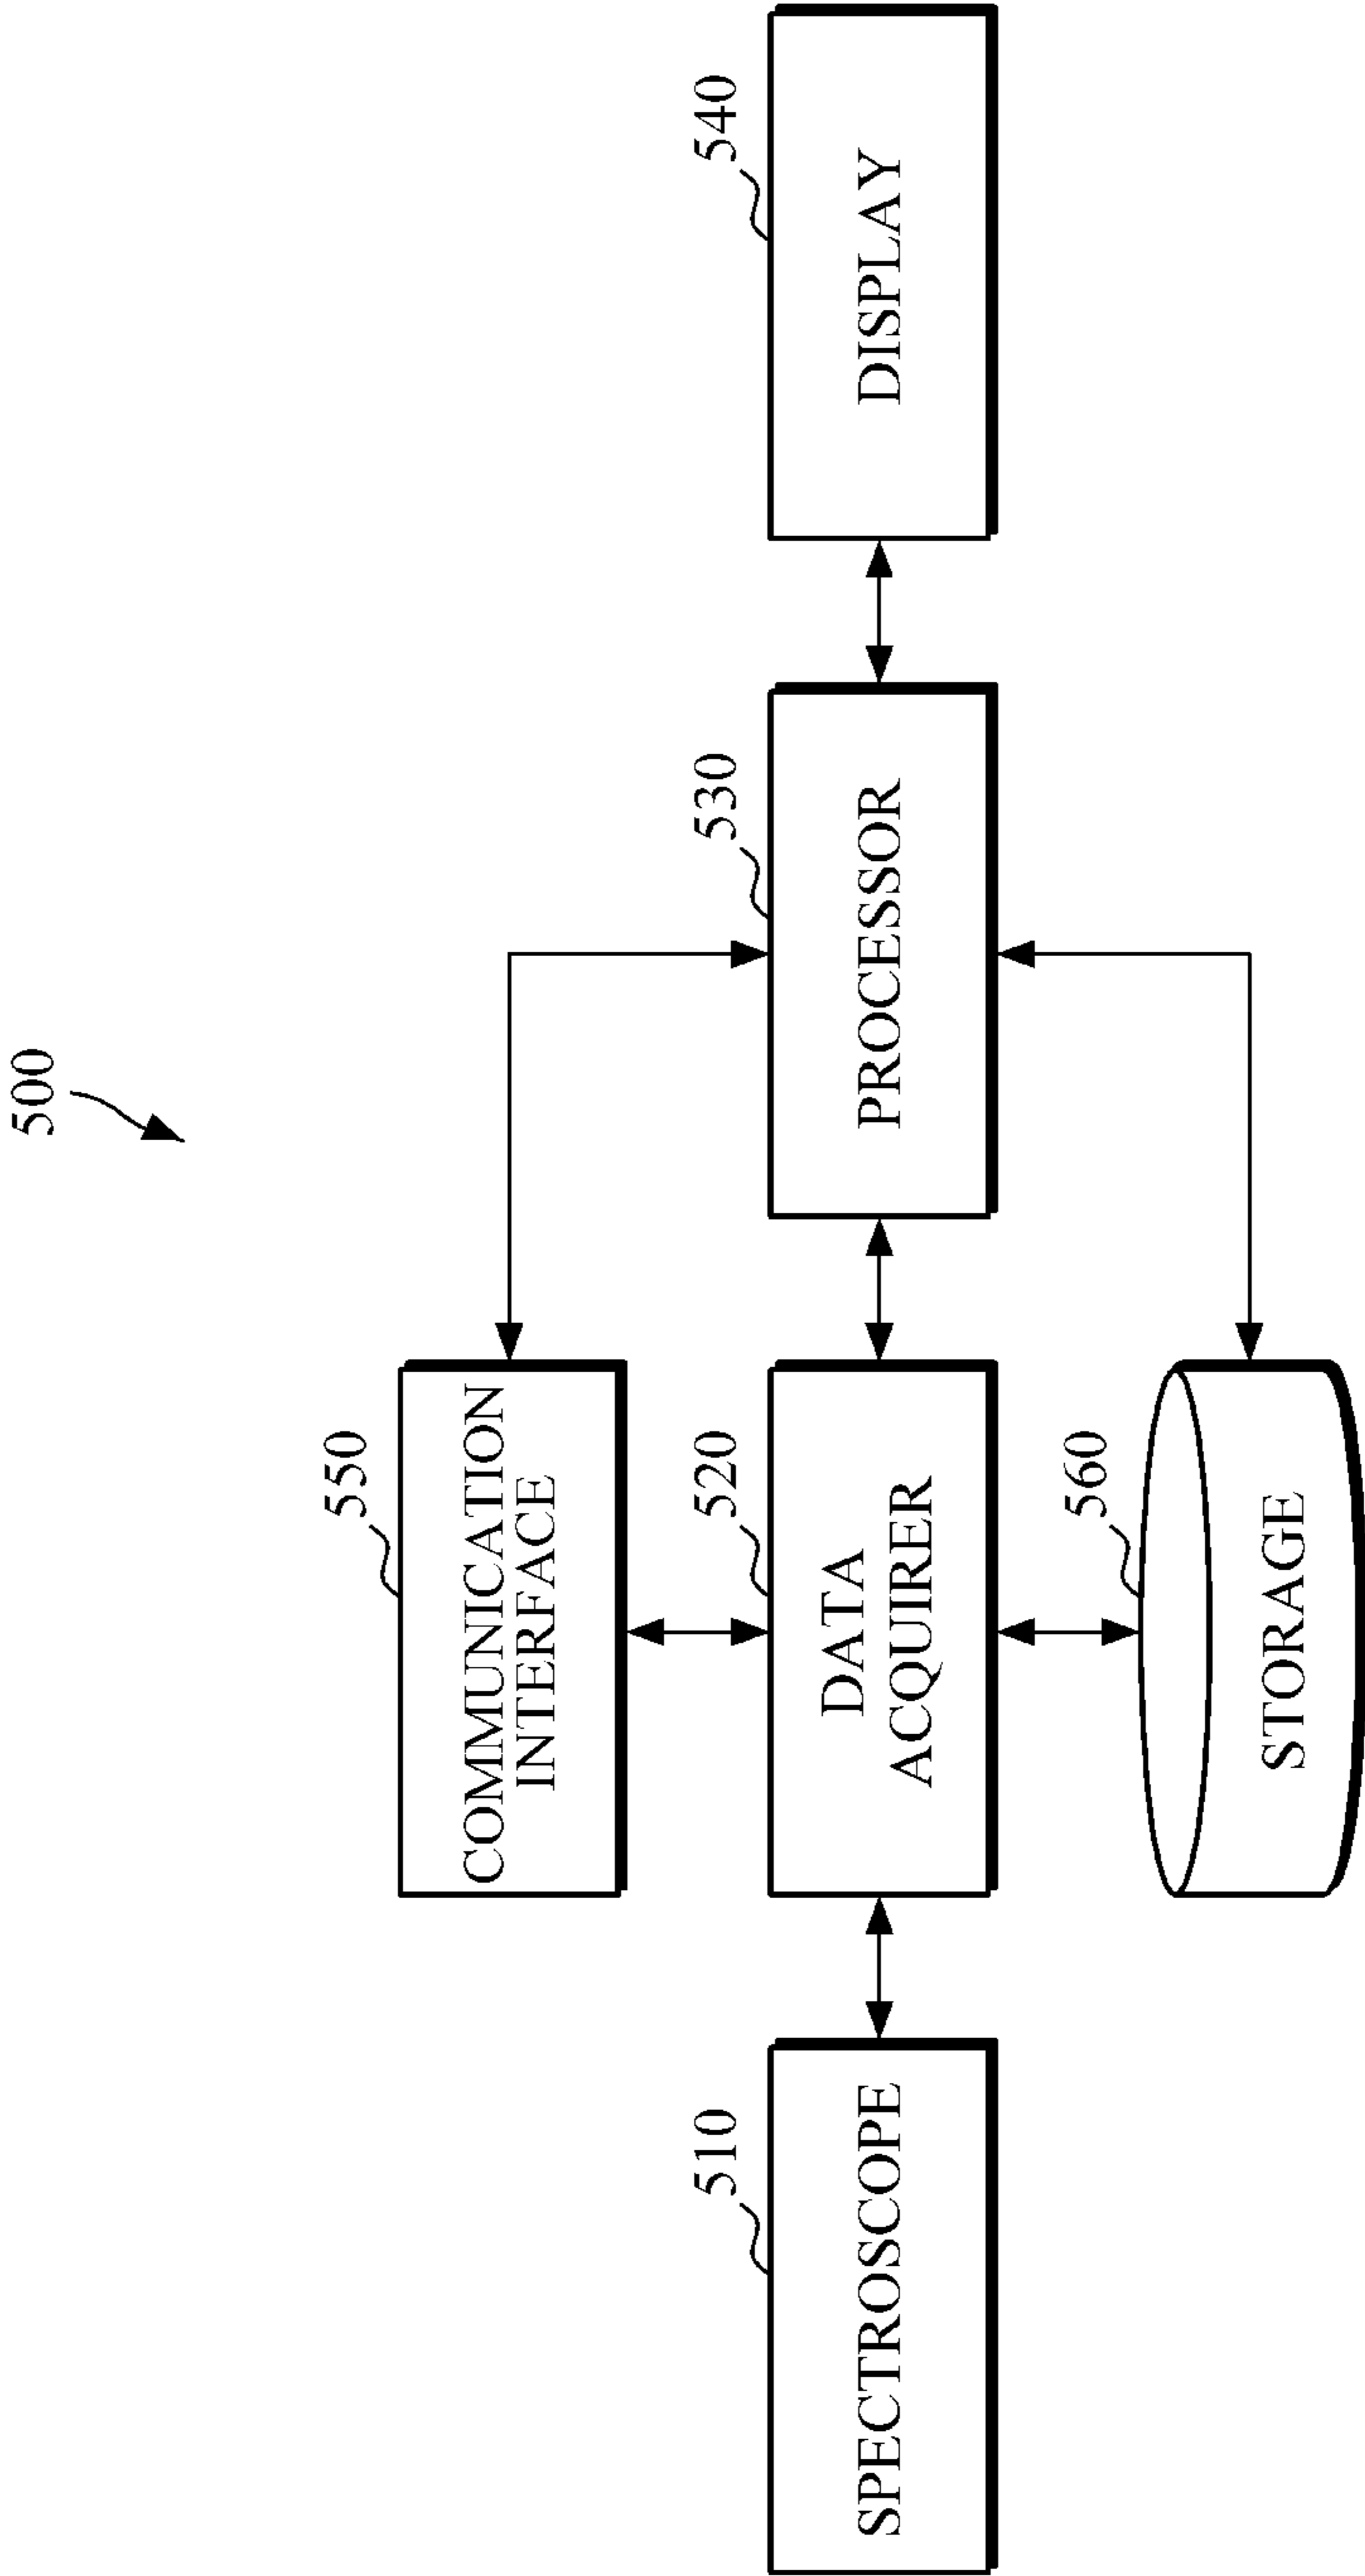 500
550
COMMUNICATION
INTERFACE
510
SPECTROSCOPE
520
DATA
ACQUIRER
530
PROCESSOR
540
DISPLAY
560
STORAGE